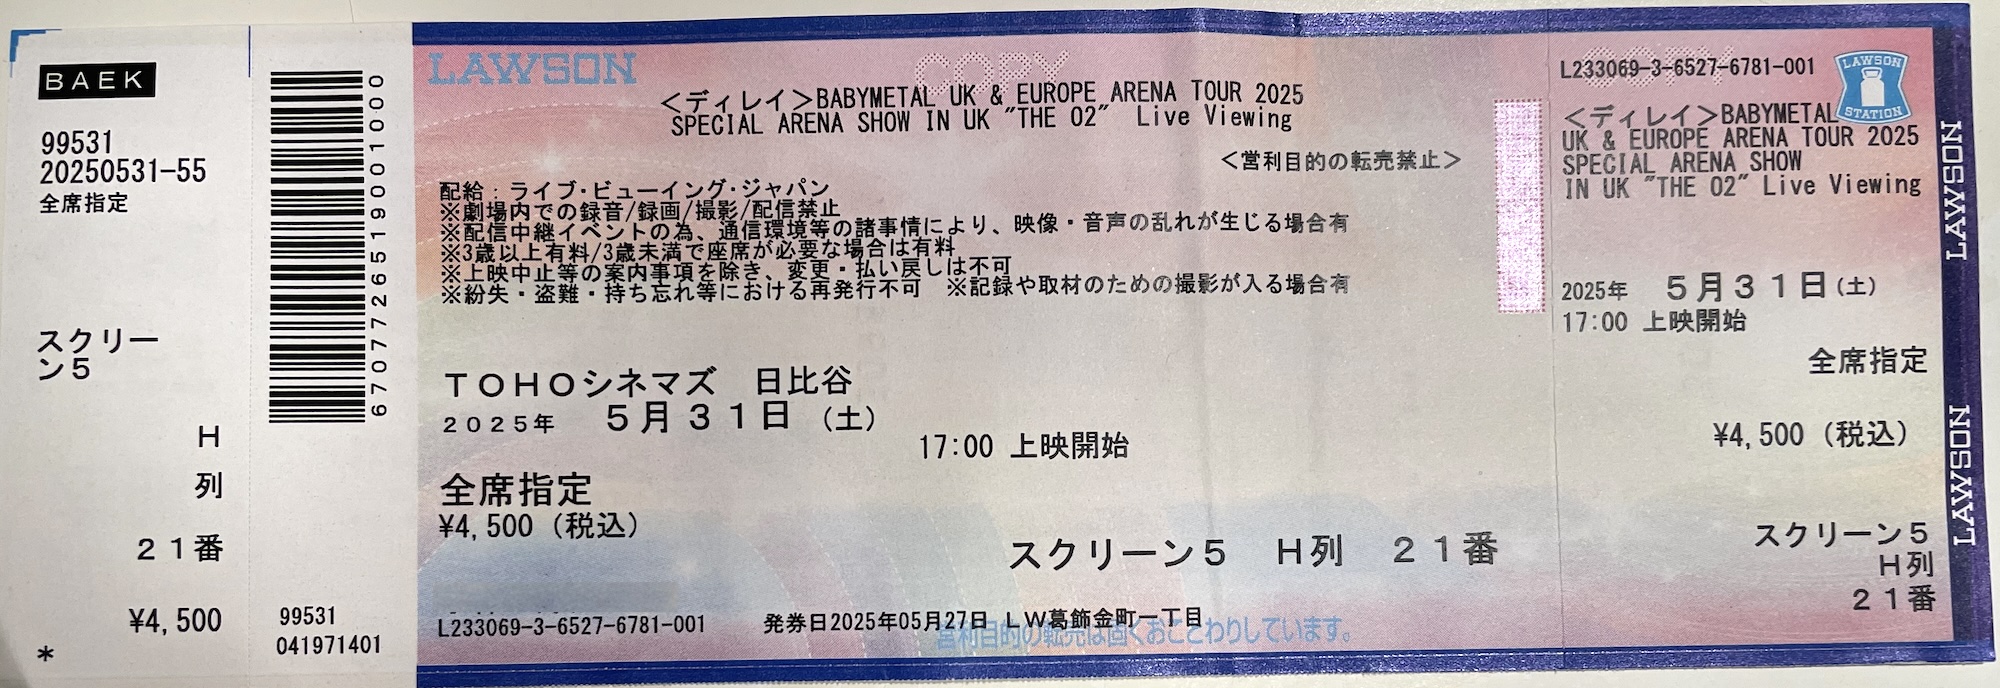 BAEK
99531
20250531-55
全席指定
スクリー
ン5
H
列
21番
¥4,500
*
6707726519001000
99531
041971401
LAWSON
COPY
＜ディレイ＞BABYMETAL UK & EUROPE ARENA TOUR 2025
SPECIAL ARENA SHOW IN UK "THE O2" Live Viewing
＜営利目的の転売禁止＞
配給：ライブ・ビューイング・ジャパン
※劇場内での録音/録画/撮影/配信禁止
※配信中継イベントの為、通信環境等の諸事情により、映像・音声の乱れが生じる場合有
※3歳以上有料/3歳未満で座席が必要な場合は有料
※上映中止等の案内事項を除き、変更・払い戻しは不可
※紛失・盗難・持ち忘れ等における再発行不可 ※記録や取材のための撮影が入る場合有
TOHOシネマズ 日比谷
2025年 5月31日（土）
17:00 上映開始
全席指定
¥4,500（税込）
スクリーン5 H列 21番
L233069-3-6527-6781-001 発券日2025年05月27日 LW葛飾金町一丁目
営利目的の転売は固くおことわりしています。
COPY
L233069-3-6527-6781-001
LAWSON
STATION
＜ディレイ＞BABYMETAL
UK & EUROPE ARENA TOUR 2025
SPECIAL ARENA SHOW
IN UK "THE O2" Live Viewing
2025年 5月31日（土）
17:00 上映開始
全席指定
¥4,500（税込）
スクリーン5
H列
21番
LAWSON
LAWSON